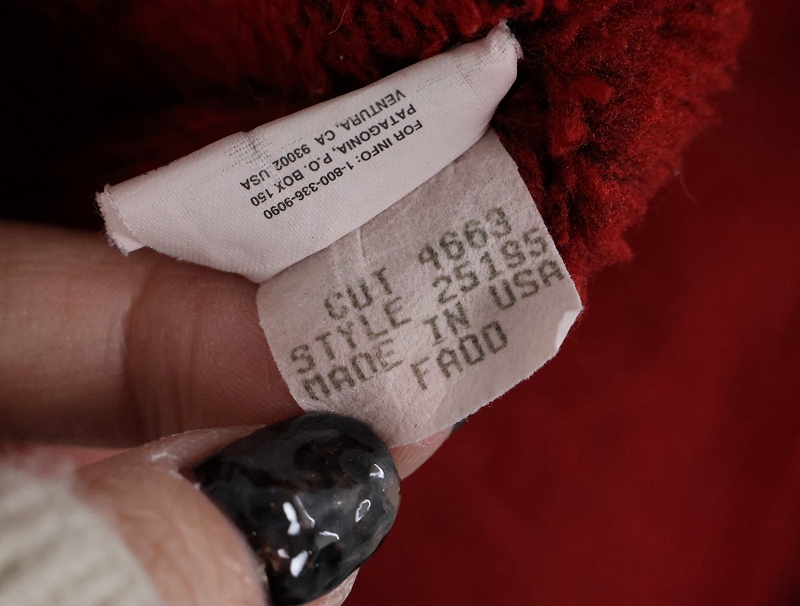 FOR INFO: 1-800-336-9090
PATAGONIA, P.O. BOX 150
VENTURA, CA 93002 USA
CUT 4663
STYLE 25195
MADE IN USA
FADD